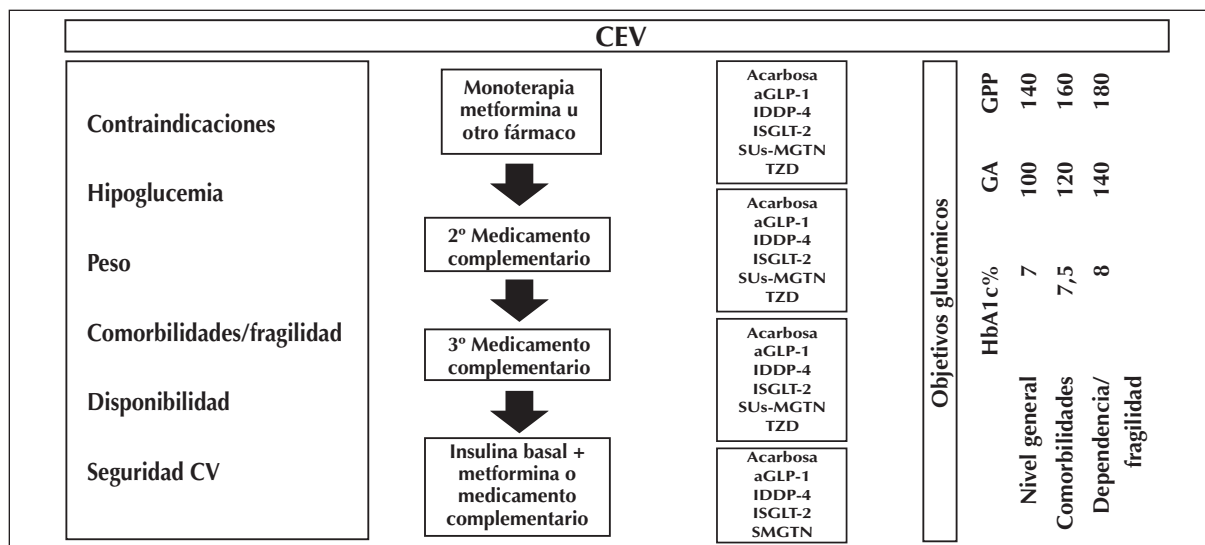 CEV
Contraindicaciones
Hipoglucemia
Peso
Comorbilidades/fragilidad
Disponibilidad
Seguridad CV
Monoterapia
metformina u
otro fármaco
2º Medicamento
complementario
3º Medicamento
complementario
Insulina basal +
metformina o
medicamento
complementario
Acarbosa
aGLP-1
IDDP-4
ISGLT-2
SUs-MGTN
TZD
Acarbosa
aGLP-1
IDDP-4
ISGLT-2
SUs-MGTN
TZD
Acarbosa
aGLP-1
IDDP-4
ISGLT-2
SUs-MGTN
TZD
Acarbosa
aGLP-1
IDDP-4
ISGLT-2
SMGTN
Objetivos glucémicos
HbA1c% GA GPP
Nivel general 7 100 140
Comorbilidades 7,5 120 160
Dependencia/ 8 140 180
fragilidad